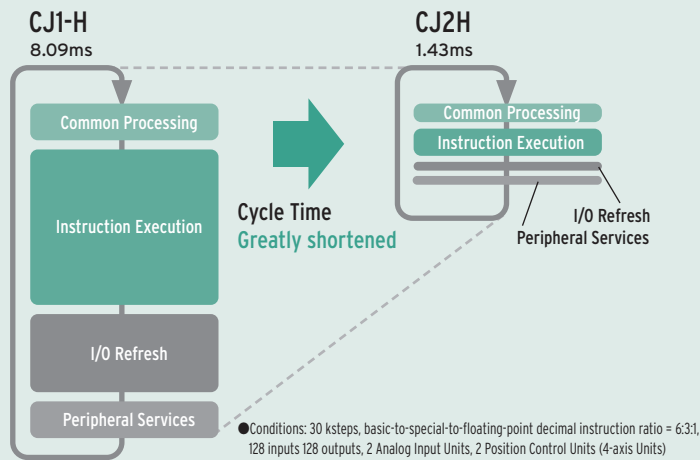 CJ1-H
8.09ms
Common Processing
Instruction Execution
I/O Refresh
Peripheral Services
Cycle Time
Greatly shortened
CJ2H
1.43ms
Common Processing
Instruction Execution
I/O Refresh
Peripheral Services
●Conditions: 30 ksteps, basic-to-special-to-floating-point decimal instruction ratio = 6:3:1,
128 inputs 128 outputs, 2 Analog Input Units, 2 Position Control Units (4-axis Units)